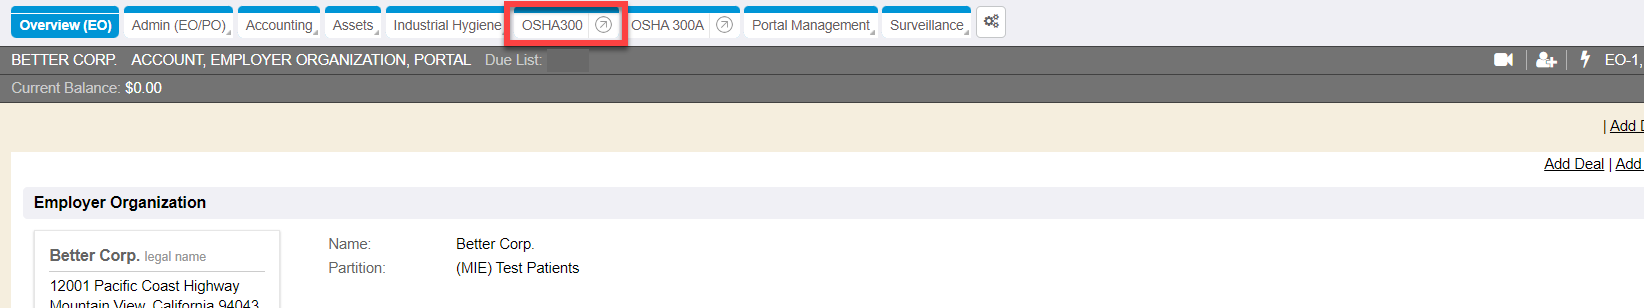 Overview (EO) Admin (EO/PO) Accounting Assets Industrial Hygiene OSHA300 OSHA 300A Portal Management Surveillance
BETTER CORP. ACCOUNT, EMPLOYER ORGANIZATION, PORTAL Due List: EO-1,
Current Balance: $0.00
| Add
Add Deal | Add
Employer Organization
Better Corp. legal name
Name: Better Corp.
Partition: (MIE) Test Patients
12001 Pacific Coast Highway
Mountain View, California 94043